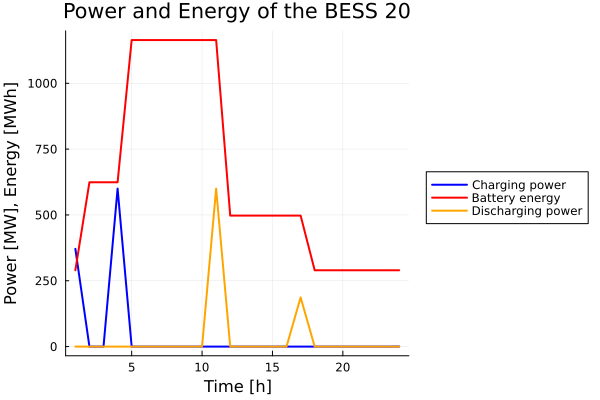 Power and Energy of the BESS 20
Power [MW], Energy [MWh]
1000
750
500
250
0
5
10
15
20
Time [h]
Charging power
Battery energy
Discharging power